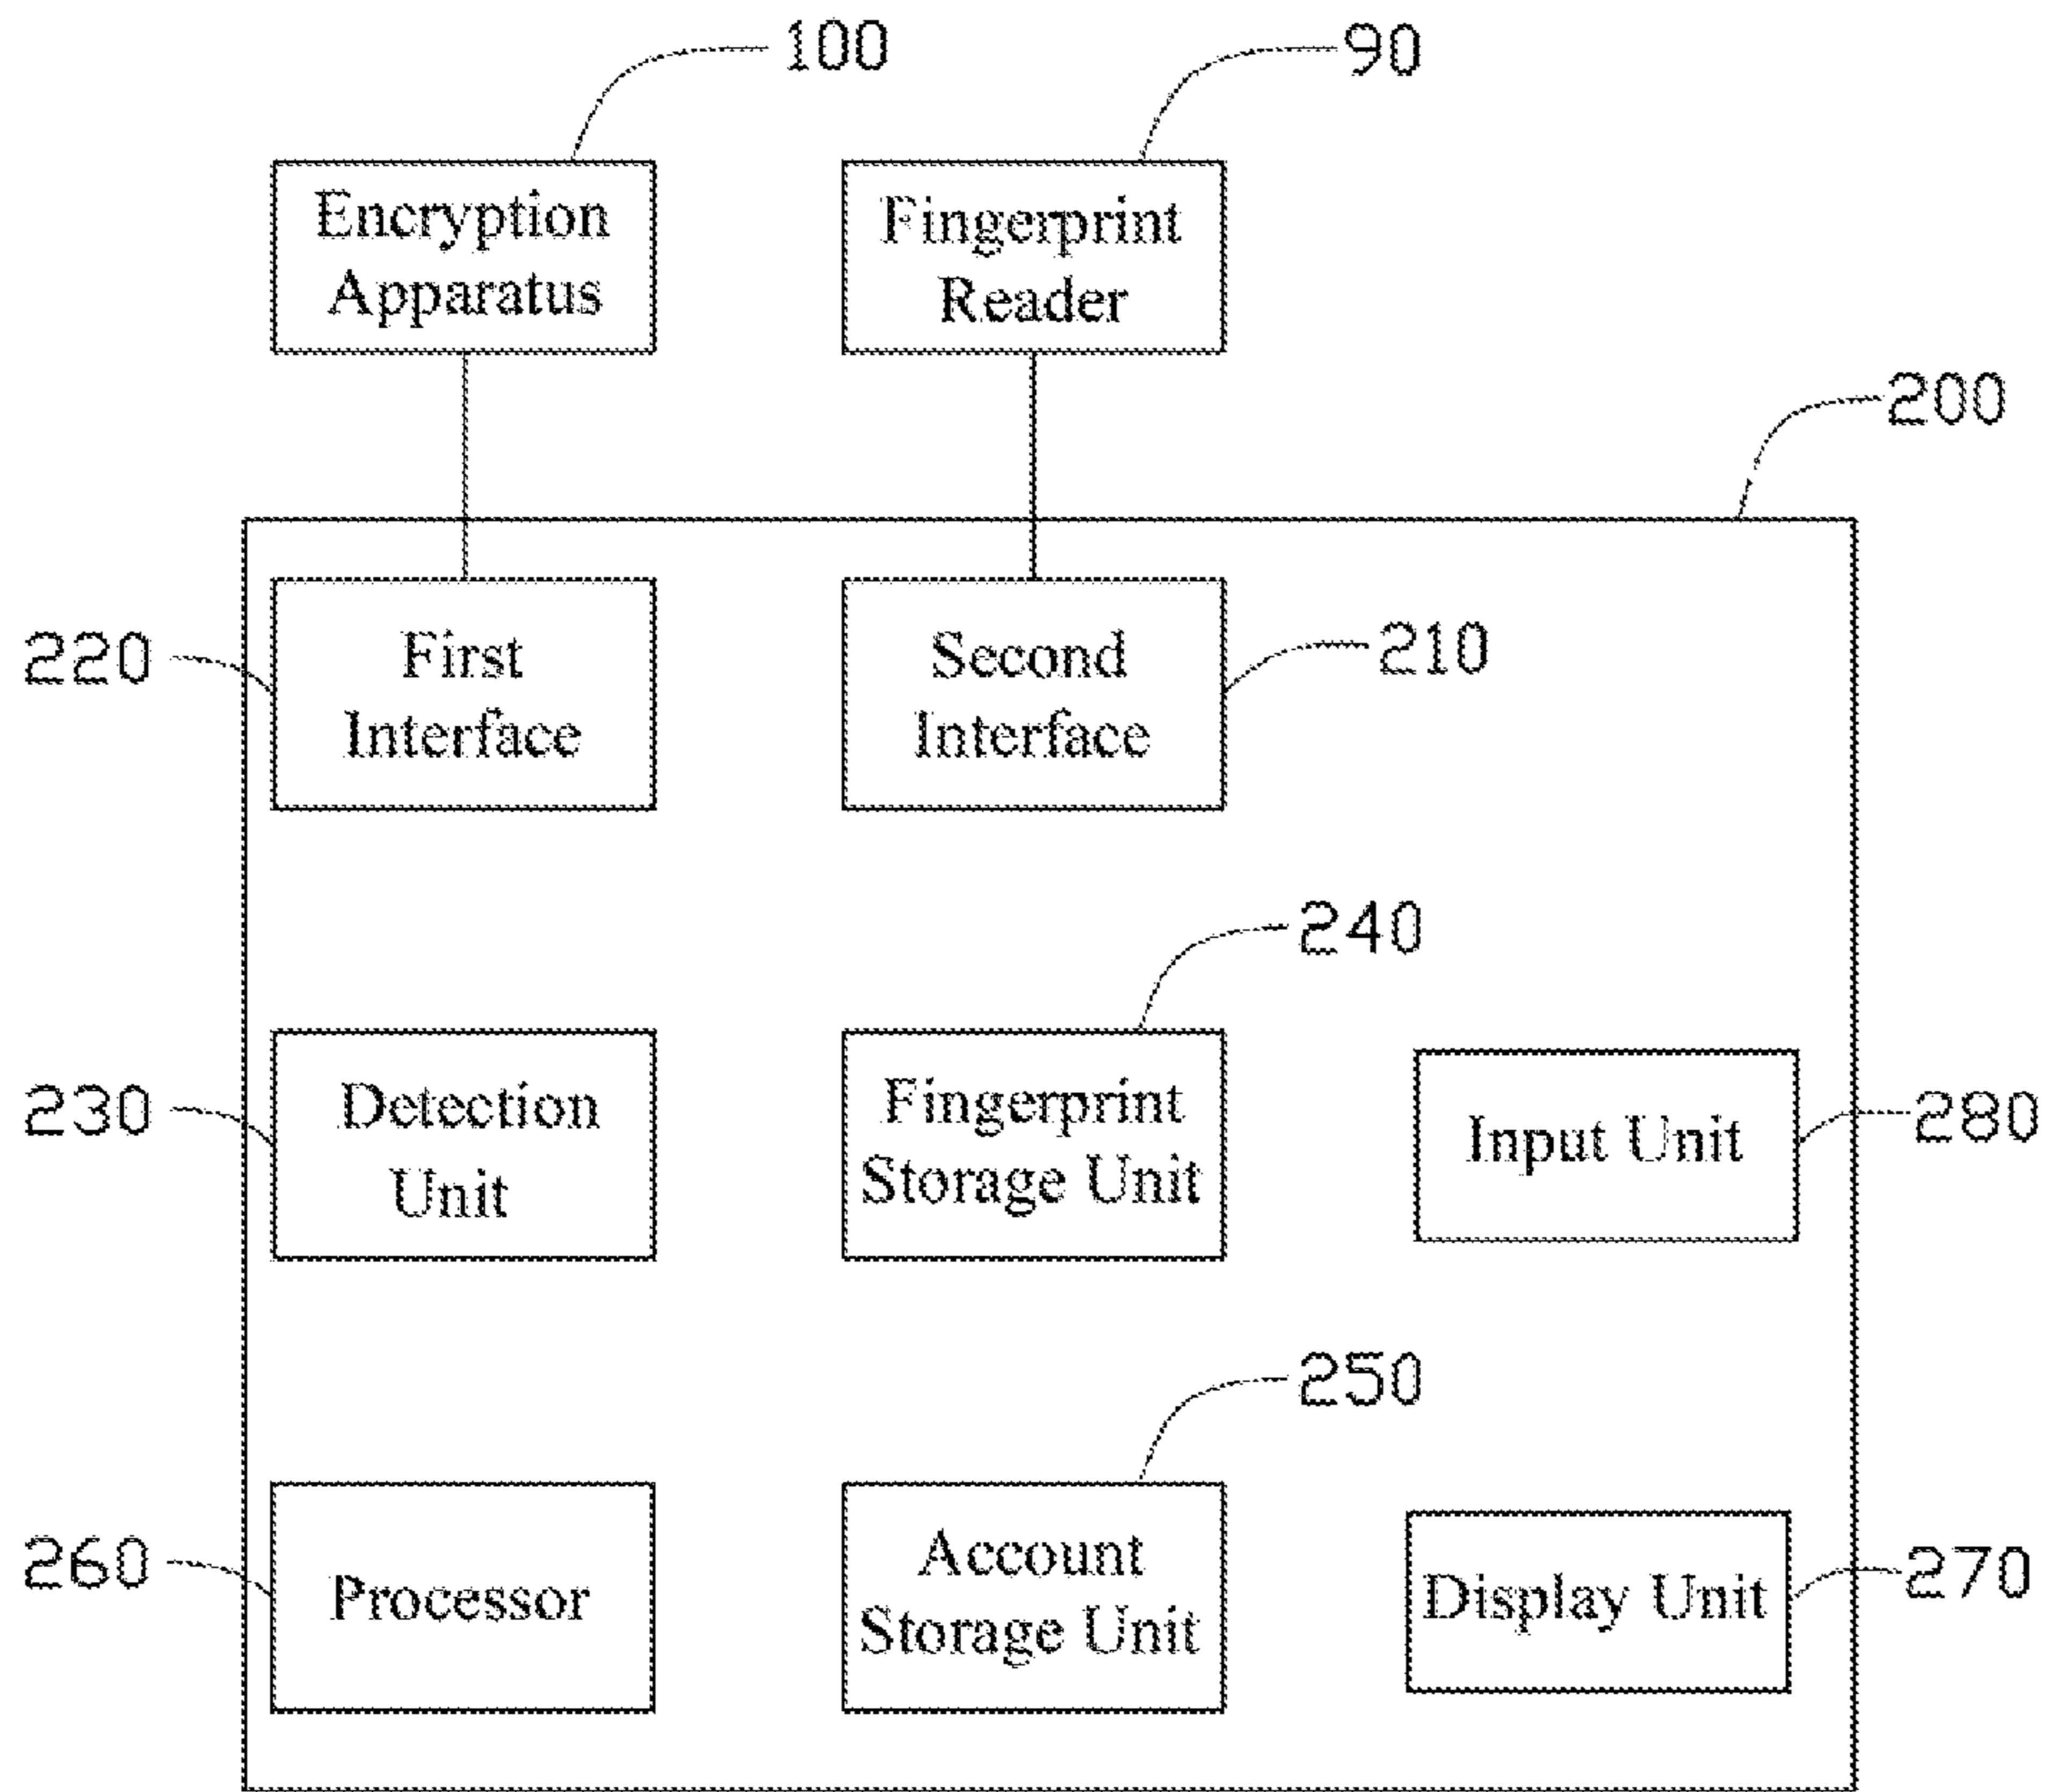 100
90
Encryption
Apparatus
Fingerprint
Reader
200
220
First
Interface
Second
Interface
210
240
230
Detection
Unit
Fingerprint
Storage Unit
Input Unit
280
250
260
Processor
Account
Storage Unit
Display Unit
270